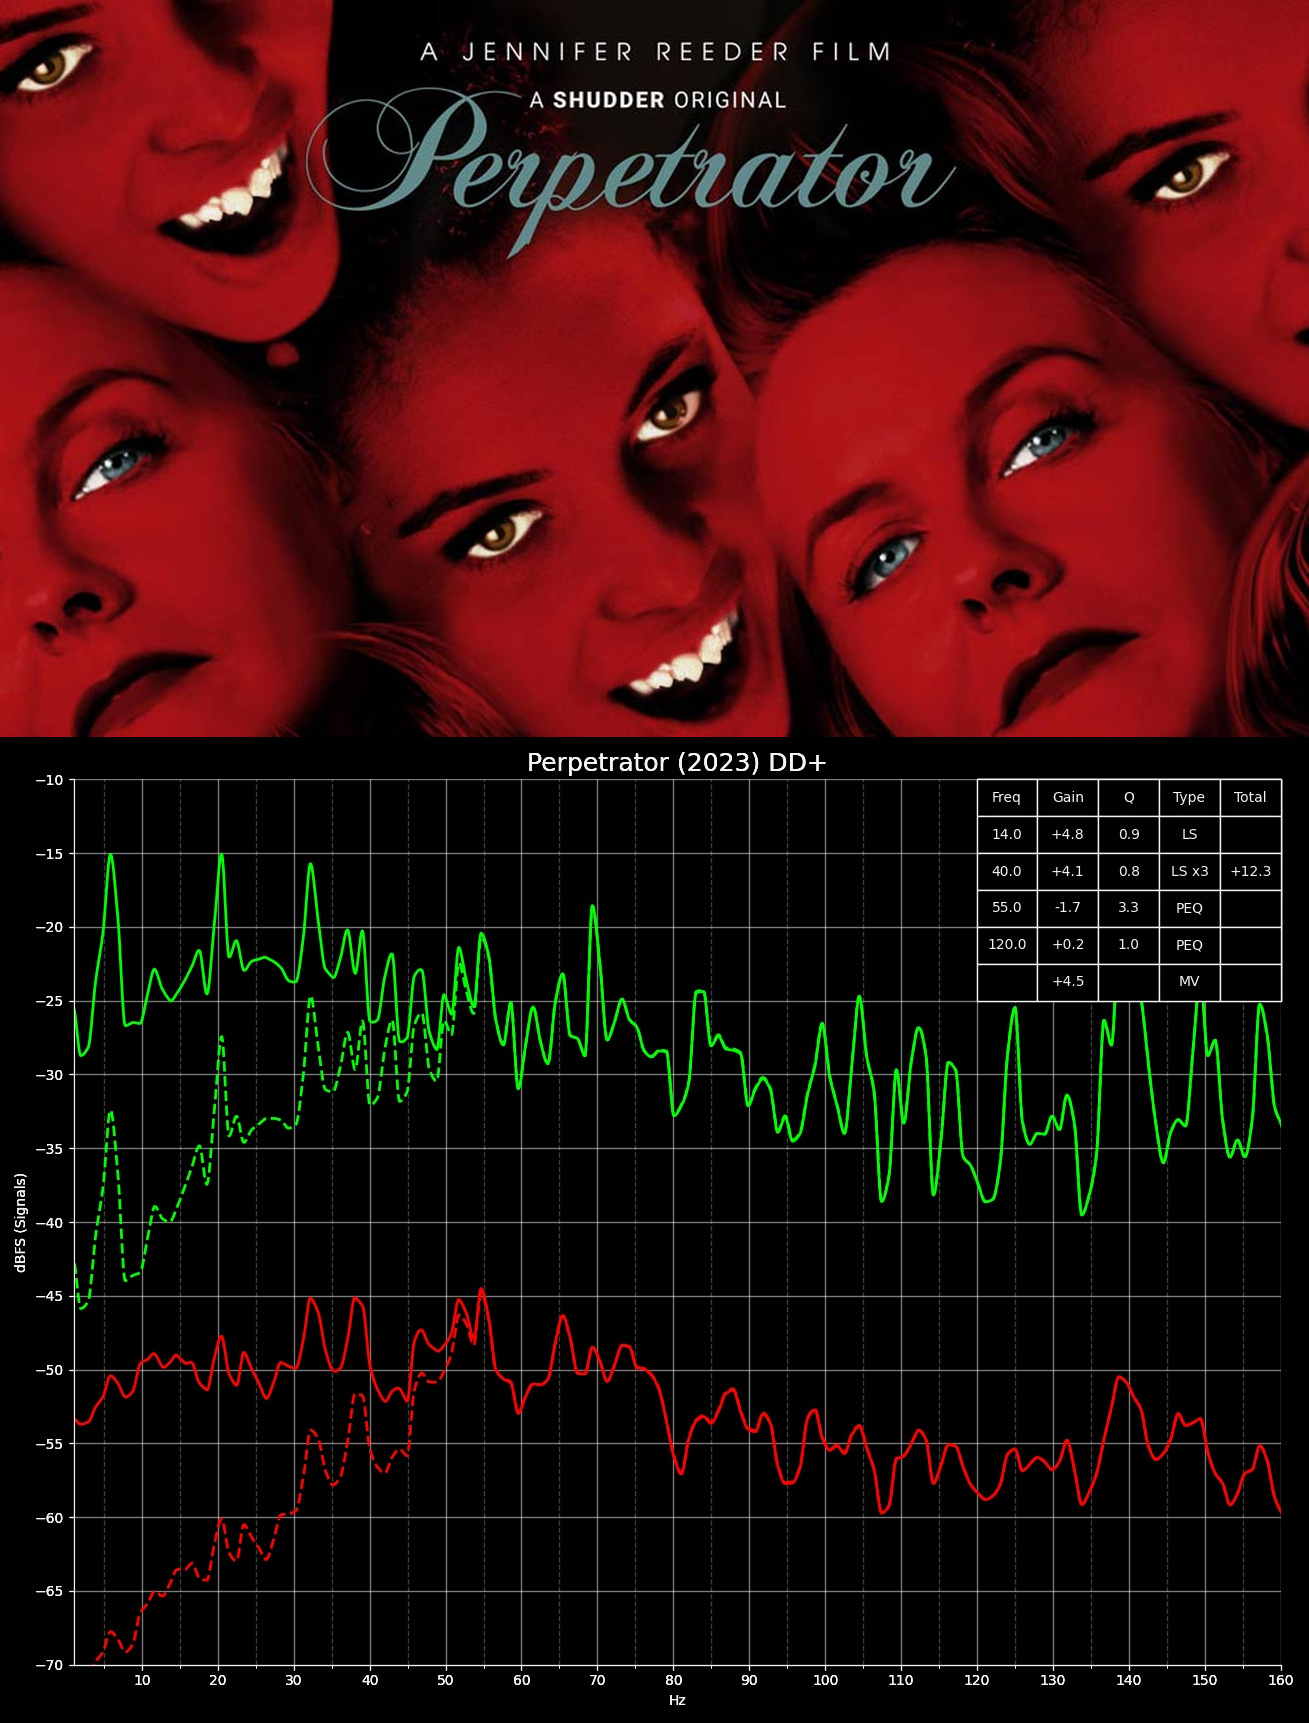 A JENNIFER REEDER FILM
A SHUDDER ORIGINAL
Perpetrator
Perpetrator (2023) DD+
Freq Gain Q Type Total
14.0 +4.8 0.9 LS
40.0 +4.1 0.8 LS x3 +12.3
55.0 -1.7 3.3 PEQ
120.0 +0.2 1.0 PEQ
+4.5 MV
−10
−15
−20
−25
−30
−35
−40
−45
−50
−55
−60
−65
−70
dBFS (Signals)
10 20 30 40 50 60 70 80 90 100 110 120 130 140 150 160
Hz